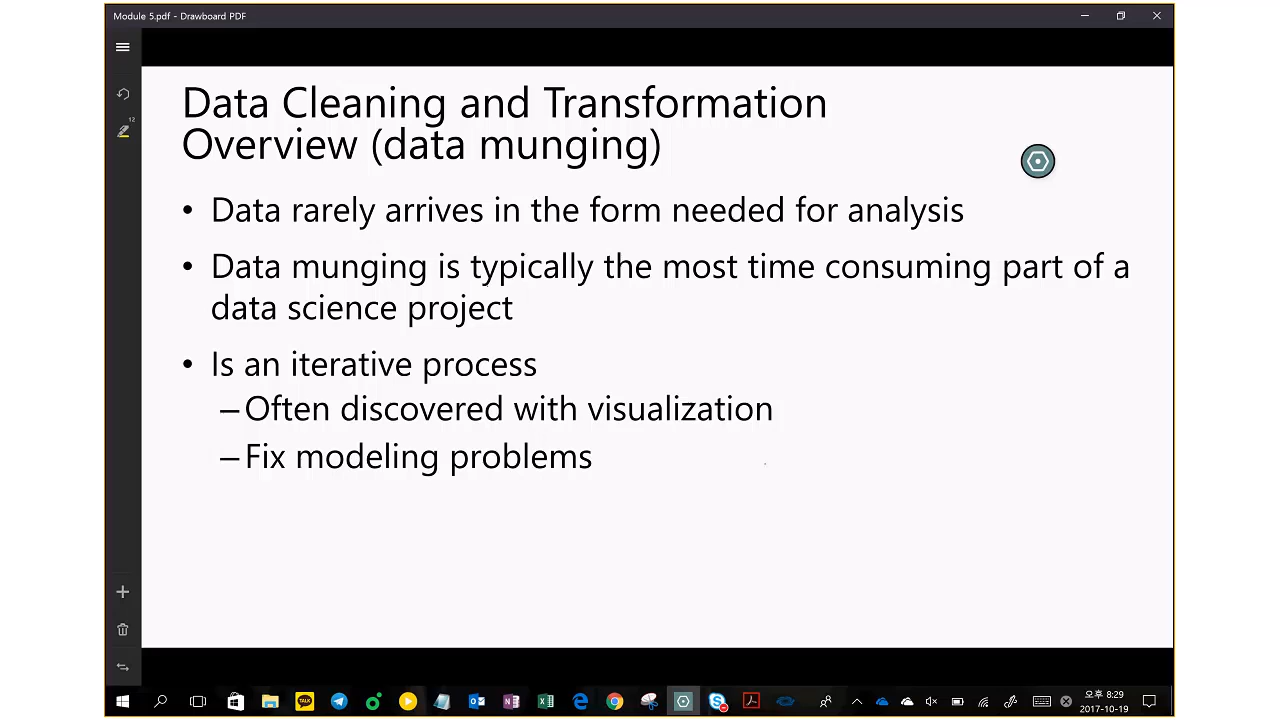 Module 5.pdf - Drawboard PDF
Data Cleaning and Transformation
Overview (data munging)
• Data rarely arrives in the form needed for analysis
• Data munging is typically the most time consuming part of a
data science project
• Is an iterative process
–Often discovered with visualization
–Fix modeling problems
12
TALK
오후 8:29
2017-10-19